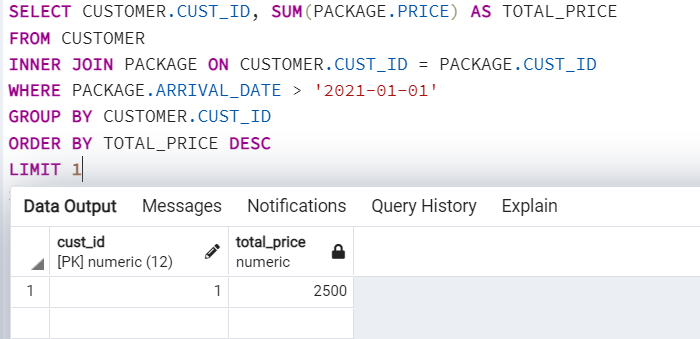 SELECT CUSTOMER.CUST_ID, SUM(PACKAGE.PRICE) AS TOTAL_PRICE
FROM CUSTOMER
INNER JOIN PACKAGE ON CUSTOMER.CUST_ID = PACKAGE.CUST_ID
WHERE PACKAGE.ARRIVAL_DATE > '2021-01-01'
GROUP BY CUSTOMER.CUST_ID
ORDER BY TOTAL_PRICE DESC
LIMIT 1
Data Output Messages Notifications Query History Explain
cust_id total_price
[PK] numeric (12) numeric
1 1 2500